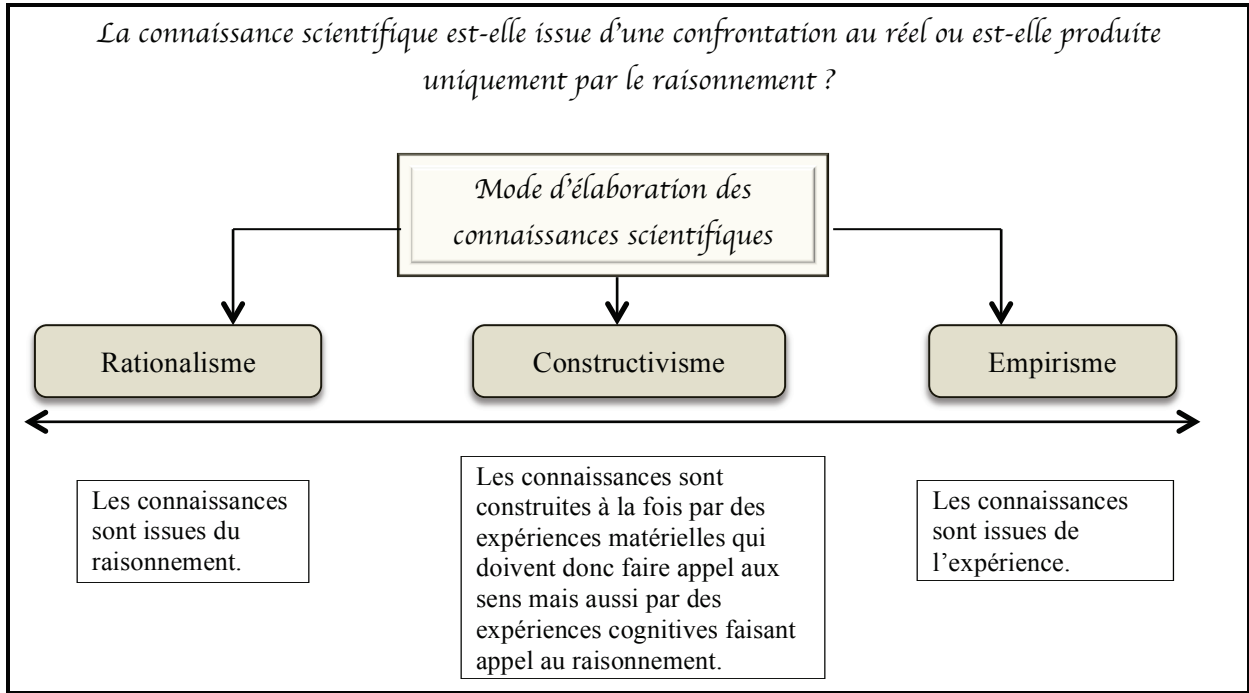 La connaissance scientifique est-elle issue d'une confrontation au réel ou est-elle produite
uniquement par le raisonnement ?
Mode d'élaboration des
connaissances scientifiques
Rationalisme
Constructivisme
Empirisme
Les connaissances
sont issues du
raisonnement.
Les connaissances sont
construites à la fois par des
expériences matérielles qui
doivent donc faire appel aux
sens mais aussi par des
expériences cognitives faisant
appel au raisonnement.
Les connaissances
sont issues de
l’expérience.